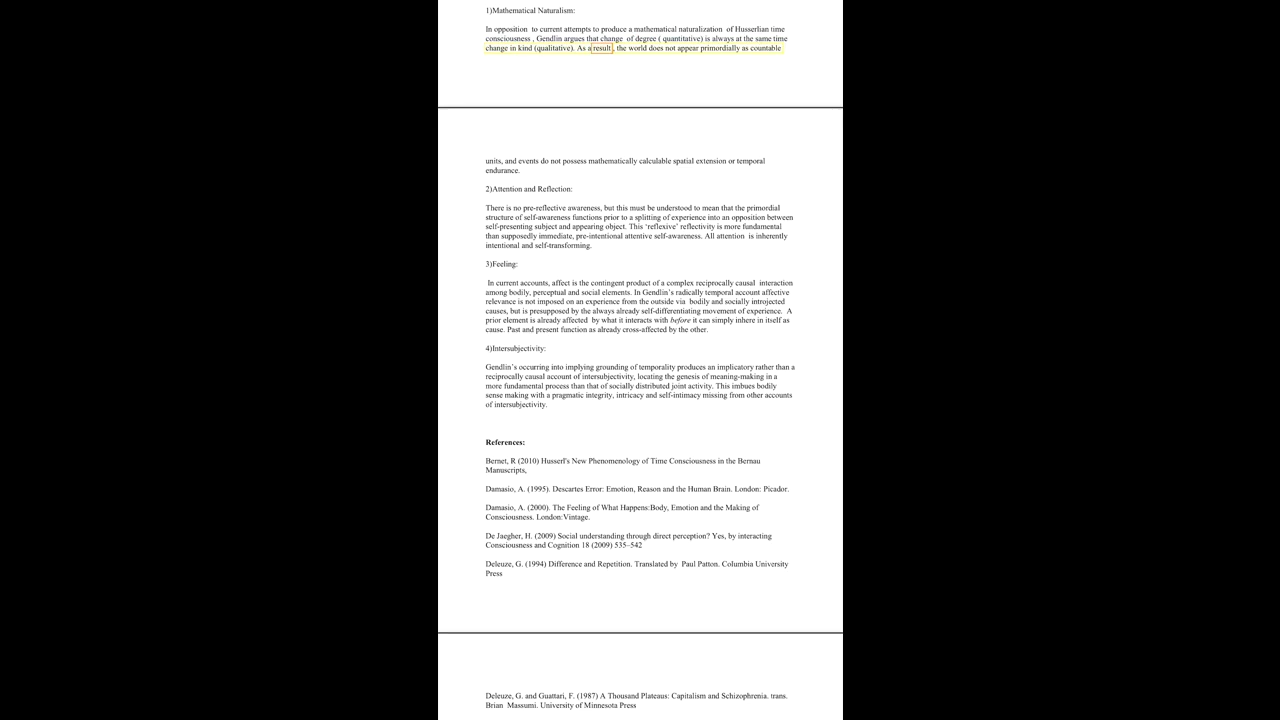 1)Mathematical Naturalism:
In opposition  to current attempts to produce a mathematical naturalization  of Husserlian time
consciousness , Gendlin argues that change  of degree ( quantitative) is always at the same time
change in kind (qualitative). As a result , the world does not appear primordially as countable
units, and events do not possess mathematically calculable spatial extension or temporal
endurance.
2)Attention and Reflection:
There is no pre-reflective awareness, but this must be understood to mean that the primordial
structure of self-awareness functions prior to a splitting of experience into an opposition between
self-presenting subject and appearing object. This ‘reflexive’ reflectivity is more fundamental
than supposedly immediate, pre-intentional attentive self-awareness. All attention  is inherently
intentional and self-transforming.
3)Feeling:
In current accounts, affect is the contingent product of a complex reciprocally causal  interaction
among bodily, perceptual and social elements. In Gendlin’s radically temporal account affective
relevance is not imposed on an experience from the outside via  bodily and socially introjected
causes, but is presupposed by the always already self-differentiating movement of experience.  A
prior element is already affected  by what it interacts with before it can simply inhere in itself as
cause. Past and present function as already cross-affected by the other.
4)Intersubjectivity:
Gendlin’s occurring into implying grounding of temporality produces an implicatory rather than a
reciprocally causal account of intersubjectivity, locating the genesis of meaning-making in a
more fundamental process than that of socially distributed joint activity. This imbues bodily
sense making with a pragmatic integrity, intricacy and self-intimacy missing from other accounts
of intersubjectivity.
References:
Bernet, R (2010) Husserl's New Phenomenology of Time Consciousness in the Bernau
Manuscripts,
Damasio, A. (1995). Descartes Error: Emotion, Reason and the Human Brain. London: Picador.
Damasio, A. (2000). The Feeling of What Happens:Body, Emotion and the Making of
Consciousness. London:Vintage.
De Jaegher, H. (2009) Social understanding through direct perception? Yes, by interacting
Consciousness and Cognition 18 (2009) 535–542
Deleuze, G. (1994) Difference and Repetition. Translated by  Paul Patton. Columbia University
Press
Deleuze, G. and Guattari, F. (1987) A Thousand Plateaus: Capitalism and Schizophrenia. trans.
Brian  Massumi. University of Minnesota Press